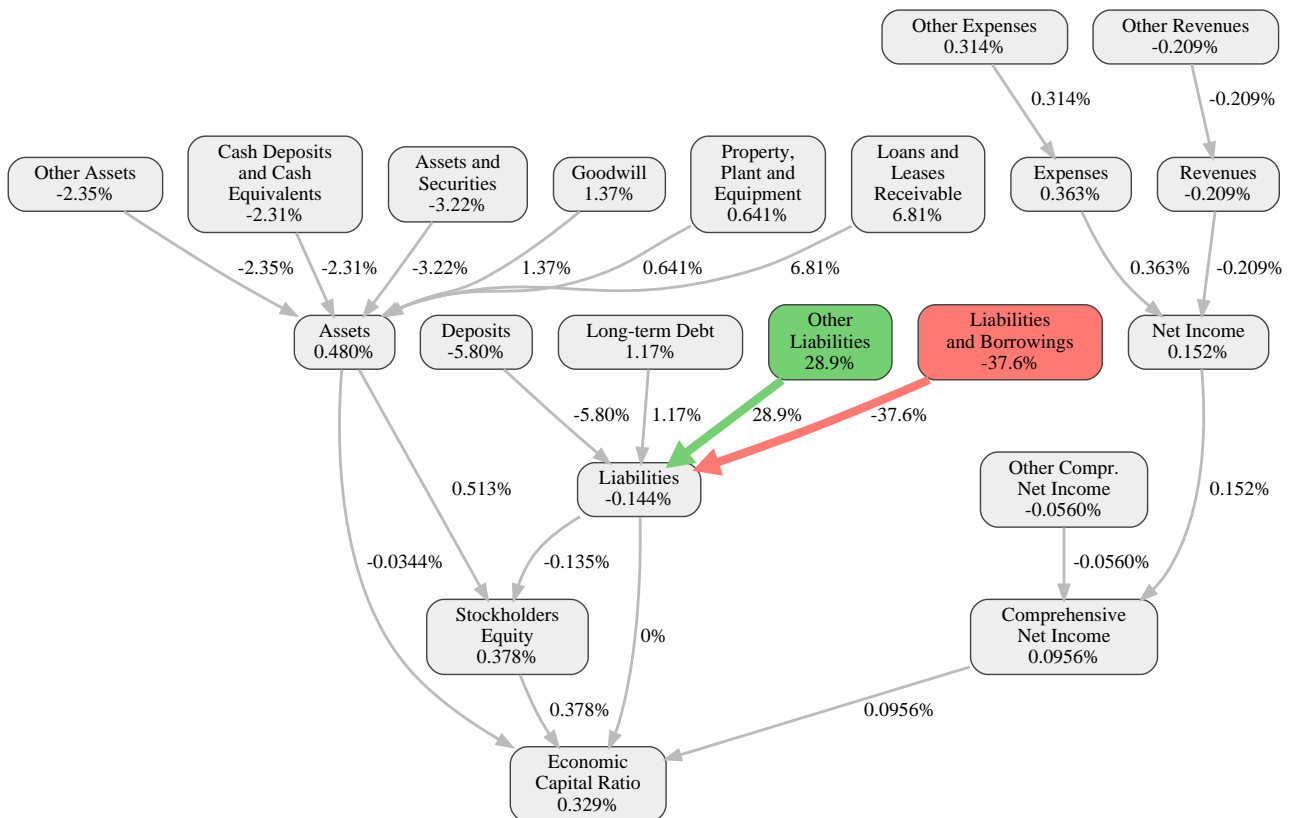 Other Expenses
0.314%
Other Revenues
-0.209%
0.314%
-0.209%
Other Assets
-2.35%
Cash Deposits
and Cash
Equivalents
-2.31%
Assets and
Securities
-3.22%
Goodwill
1.37%
Property,
Plant and
Equipment
0.641%
Loans and
Leases
Receivable
6.81%
Expenses
0.363%
Revenues
-0.209%
-2.35%
-2.31%
-3.22%
1.37%
0.641%
6.81%
0.363%
-0.209%
Assets
0.480%
Deposits
-5.80%
Long-term Debt
1.17%
Other
Liabilities
28.9%
Liabilities
and Borrowings
-37.6%
Net Income
0.152%
-5.80%
1.17%
28.9%
-37.6%
0.513%
Liabilities
-0.144%
Other Compr.
Net Income
-0.0560%
0.152%
-0.0344%
-0.135%
-0.0560%
Stockholders
Equity
0.378%
0%
Comprehensive
Net Income
0.0956%
0.378%
0.0956%
Economic
Capital Ratio
0.329%